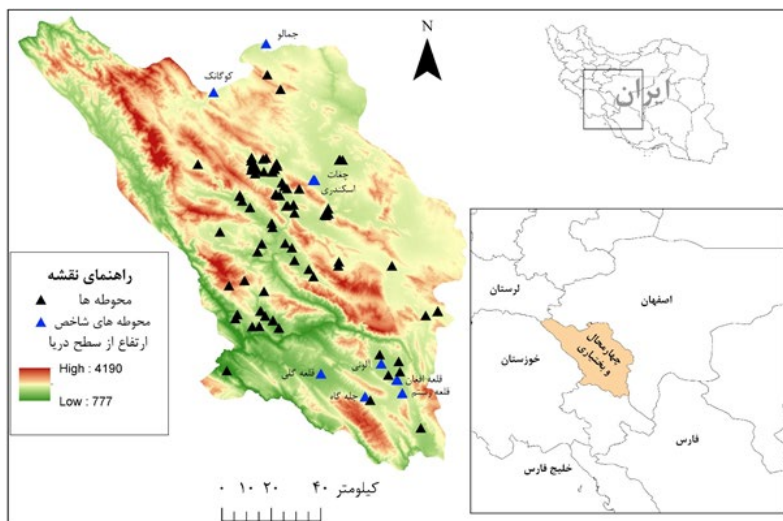 جمالو
N
کوگانک
ایران
چغات
اسکندری
راهنمای نقشه
محوطه ها
محوطه های شاخص
ارتفاع از سطح دریا
High : 4190
Low : 777
الونی
قلعه گلی
قلعه افغان
قلعه رستم
چله گاه
۰ ۱۰ ۲۰ ۴۰ کیلومتر
لرستان
اصفهان
چهارمحال
و بختیاری
خوزستان
فارس
خلیج فارس